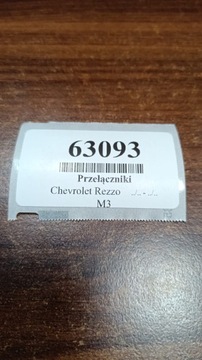 63093
Przełączniki
Chevrolet Rezzo _._ - _._
M3